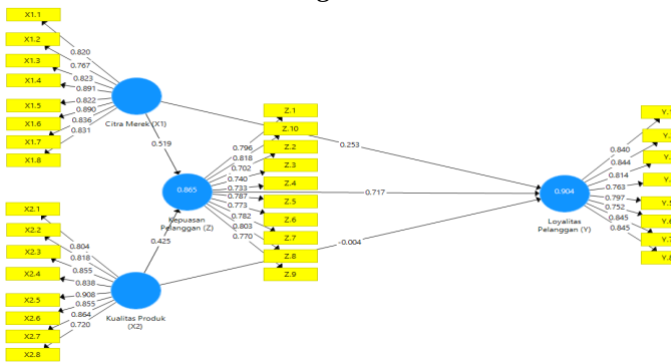 X1.1
X1.2
X1.3
X1.4
X1.5
X1.6
X1.7
X1.8
0.820
0.767
0.823
0.891
0.822
0.890
0.836
0.831
Citra Merek (X1)
0.519
0.865
Kepuasan
Pelanggan (Z)
0.425
X2.1
X2.2
X2.3
X2.4
X2.5
X2.6
X2.7
X2.8
0.804
0.818
0.855
0.838
0.908
0.855
0.864
0.720
Kualitas Produk
(X2)
0.796
0.818
0.702
0.740
0.733
0.787
0.773
0.782
0.803
0.770
Z.1
Z.10
Z.2
Z.3
Z.4
Z.5
Z.6
Z.7
Z.8
Z.9
0.253
0.717
-0.004
0.904
Loyalitas
Pelanggan (Y)
0.840
0.844
0.814
0.763
0.797
0.752
0.845
0.845